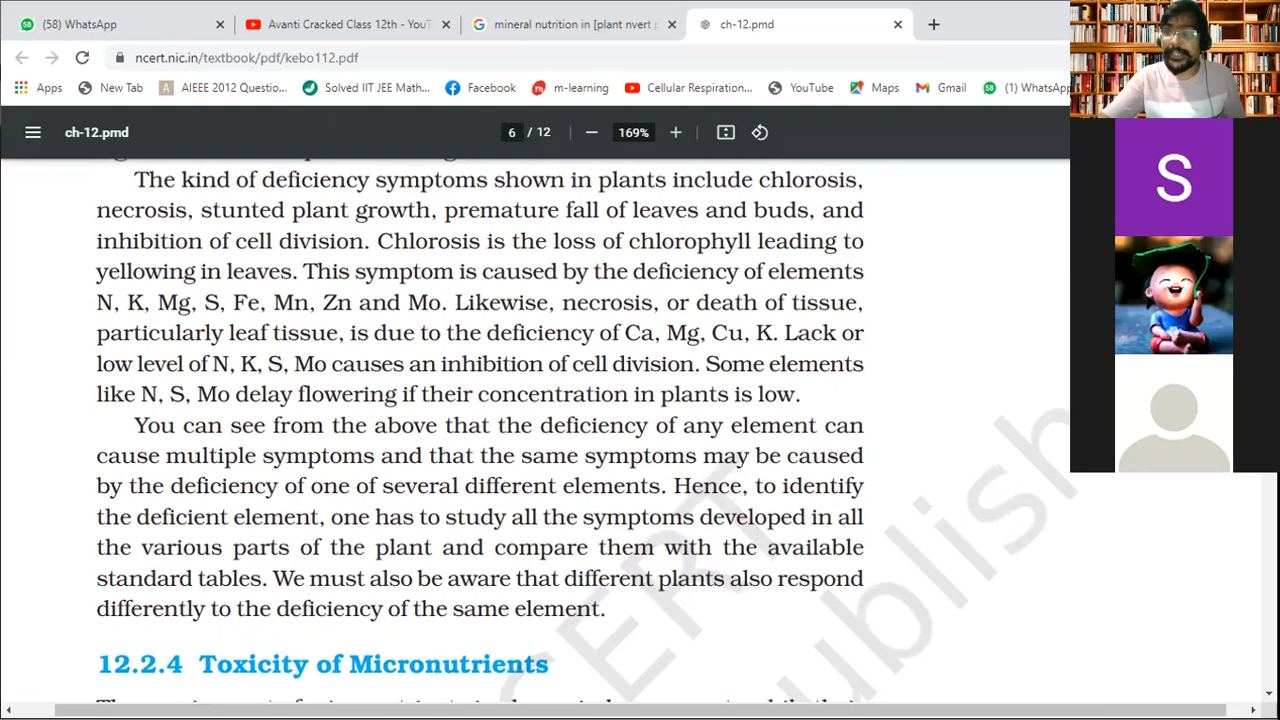 (58) WhatsApp
Avanti Cracked Class 12th - YouT
mineral nutrition in [plant nvert p
ch-12.pmd
ncert.nic.in/textbook/pdf/kebo112.pdf
Apps
New Tab
AIEEE 2012 Questio...
Solved IIT JEE Math...
Facebook
m-learning
Cellular Respiration...
YouTube
Maps
Gmail
(1) WhatsApp
ch-12.pmd
6 / 12
169%
The kind of deficiency symptoms shown in plants include chlorosis,
necrosis, stunted plant growth, premature fall of leaves and buds, and
inhibition of cell division. Chlorosis is the loss of chlorophyll leading to
yellowing in leaves. This symptom is caused by the deficiency of elements
N, K, Mg, S, Fe, Mn, Zn and Mo. Likewise, necrosis, or death of tissue,
particularly leaf tissue, is due to the deficiency of Ca, Mg, Cu, K. Lack or
low level of N, K, S, Mo causes an inhibition of cell division. Some elements
like N, S, Mo delay flowering if their concentration in plants is low.
You can see from the above that the deficiency of any element can
cause multiple symptoms and that the same symptoms may be caused
by the deficiency of one of several different elements. Hence, to identify
the deficient element, one has to study all the symptoms developed in all
the various parts of the plant and compare them with the available
standard tables. We must also be aware that different plants also respond
differently to the deficiency of the same element.
12.2.4 Toxicity of Micronutrients
S